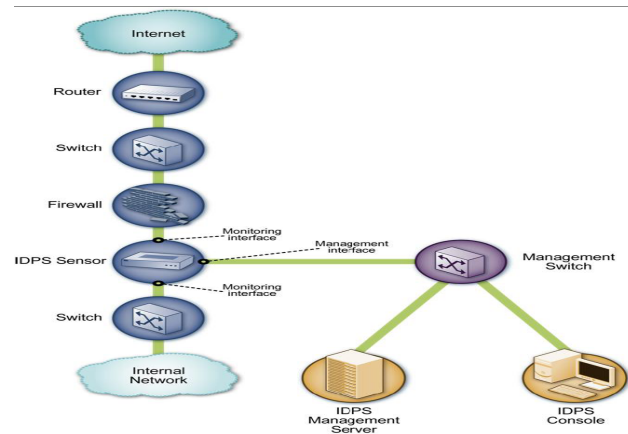 Internet
Router
Switch
Firewall
Monitoring
interface
Management
interface
IDPS Sensor
Management
Switch
Monitoring
interface
Switch
Internal
Network
IDPS
Management
Server
IDPS
Console